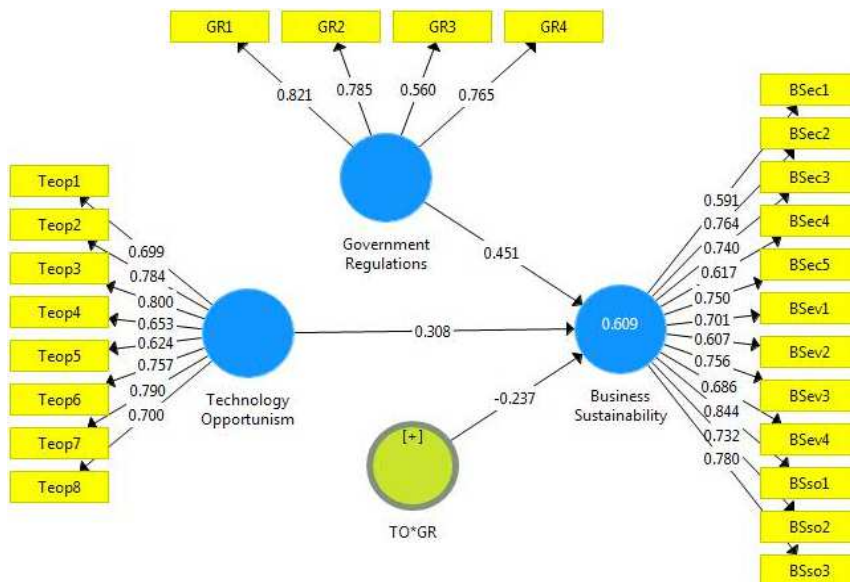 GR1 GR2 GR3 GR4
0.821 0.785 0.560 0.765
Government
Regulations
Teop1
Teop2
Teop3
Teop4
Teop5
Teop6
Teop7
Teop8
0.699
0.784
0.800
0.653
0.624
0.757
0.790
0.700
Technology
Opportunism
0.451
0.308
-0.237
[+]
TO*GR
0.609
Business
Sustainability
0.591
0.764
0.740
0.617
0.750
0.701
0.607
0.756
0.686
0.844
0.732
0.780
BSec1
BSec2
BSec3
BSec4
BSec5
BSev1
BSev2
BSev3
BSev4
BSso1
BSso2
BSso3